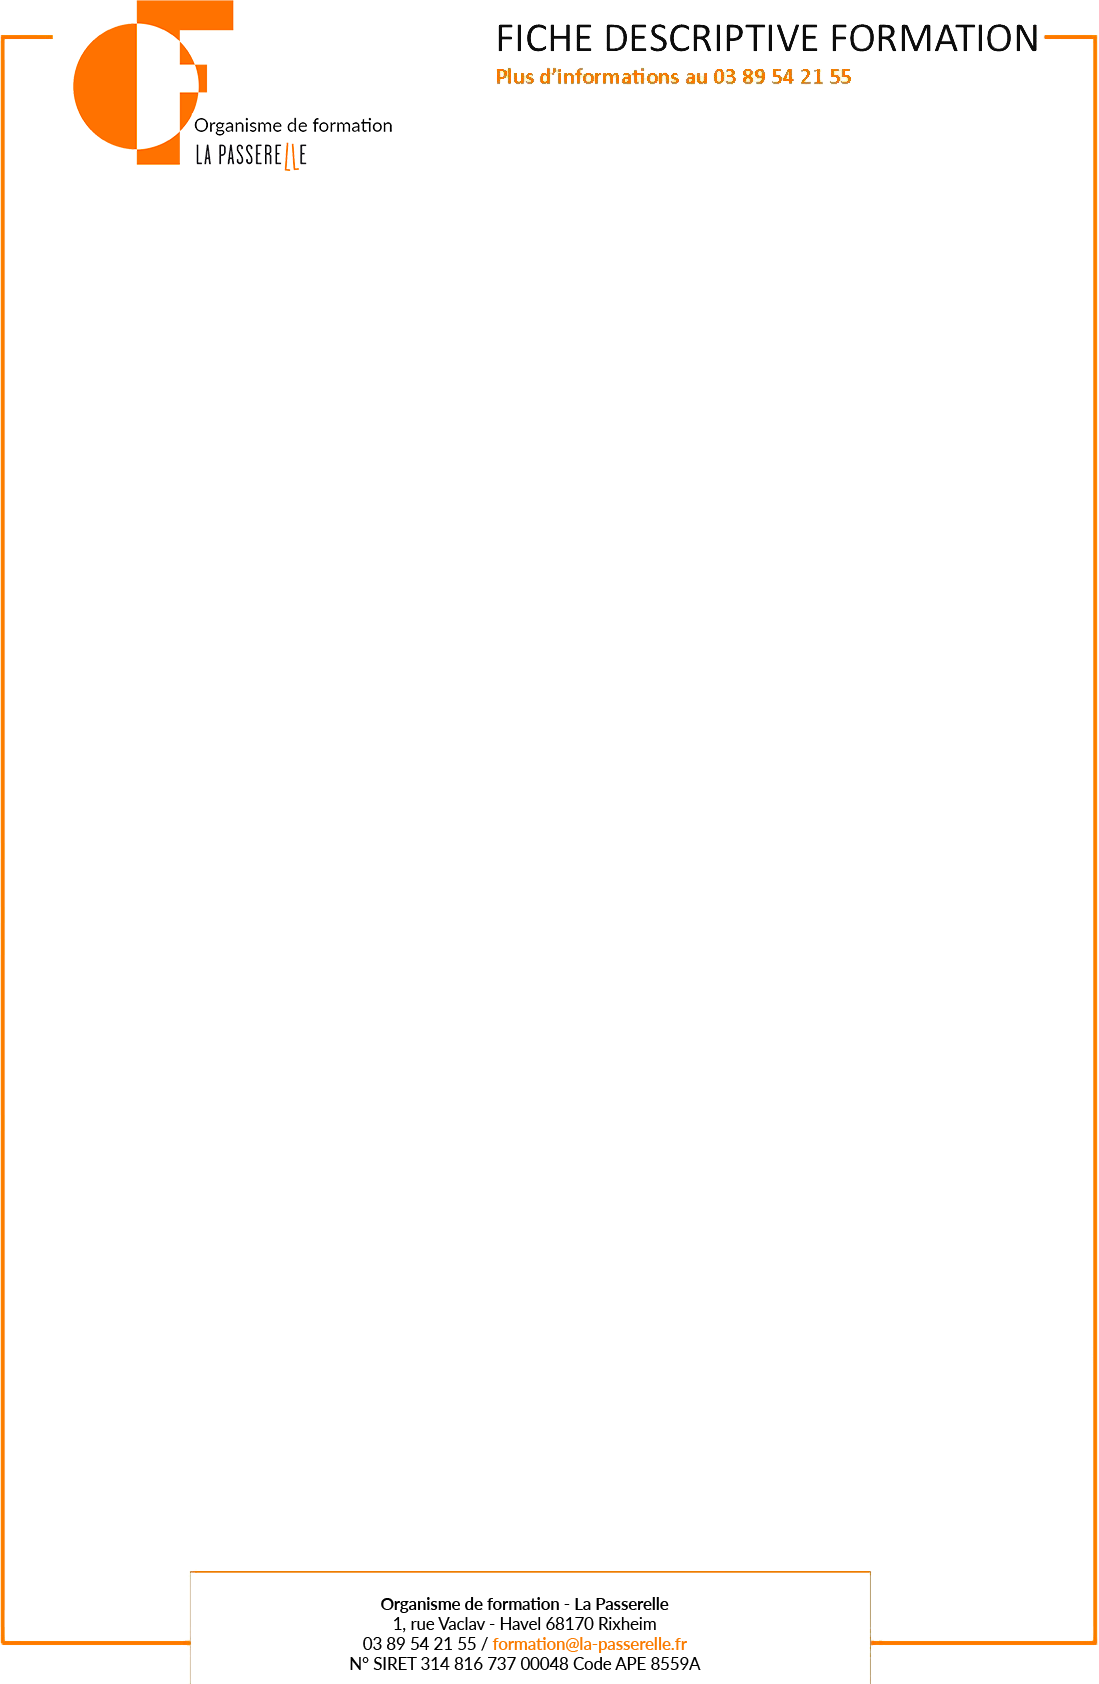 FICHE DESCRIPTIVE FORMATION
Plus d'informations au 03 89 54 21 55
Organisme de formation
LA PASSERELLE
Organisme de formation - La Passerelle
1, rue Vaclav - Havel 68170 Rixheim
03 89 54 21 55 / formation@la-passerelle.fr
N° SIRET 314 816 737 00048 Code APE 8559A